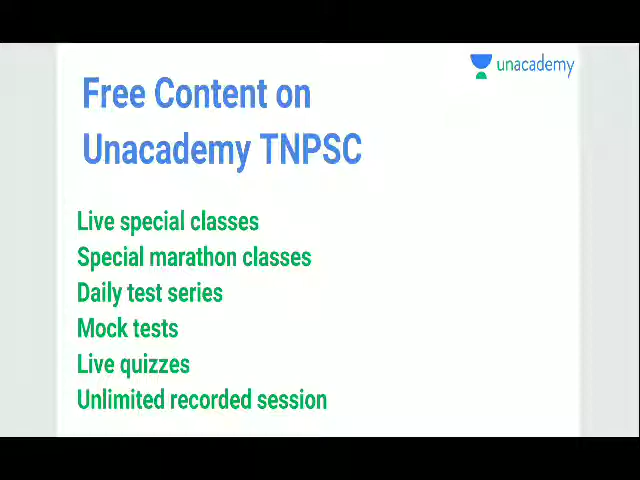 unacademy
Free Content on
Unacademy TNPSC
Live special classes
Special marathon classes
Daily test series
Mock tests
Live quizzes
Unlimited recorded session